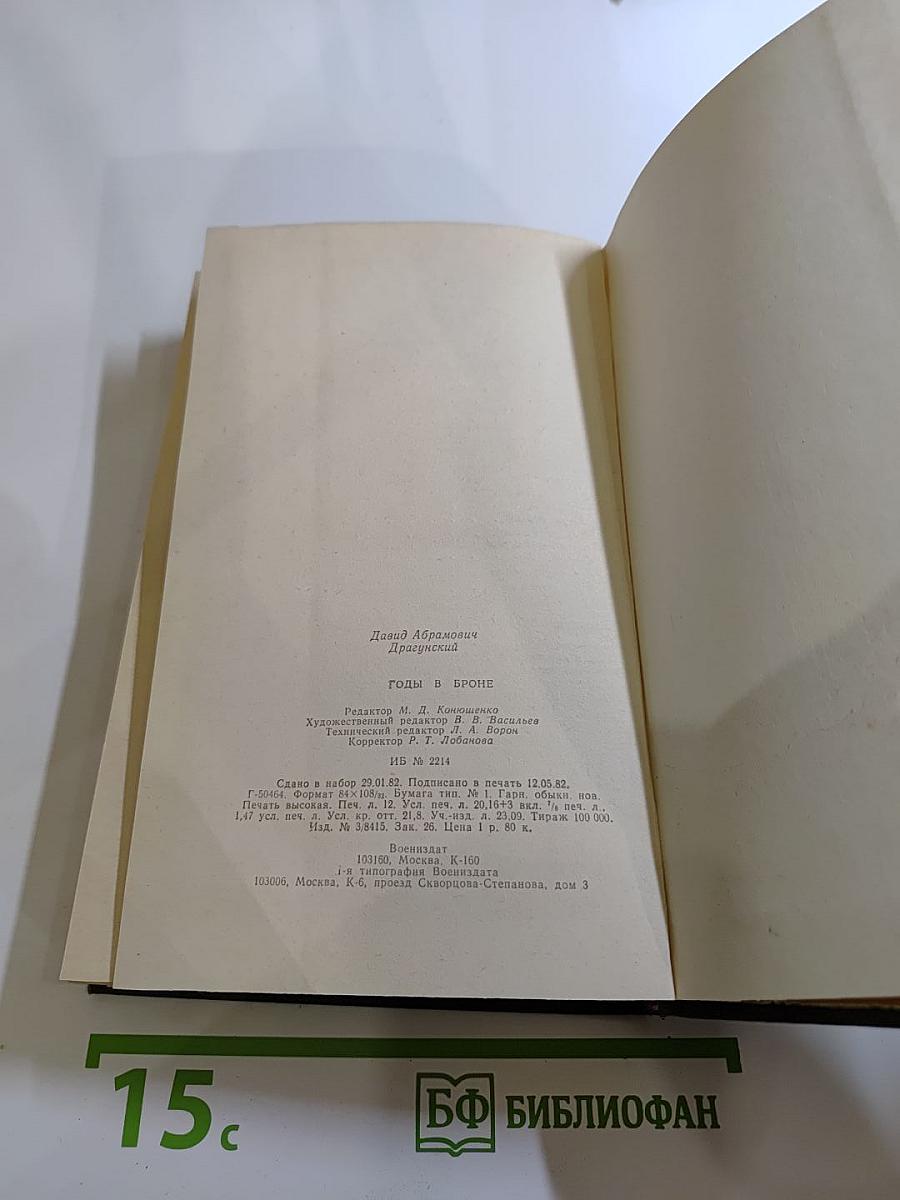 Давид Абрамович
Драгунский
ГОДЫ В БРОНЕ
Редактор М. Д. Конюшенко
Художественный редактор В. В. Васильев
Технический редактор Л. А. Ворон
Корректор Р. Т. Лобанова
ИБ № 2214
Сдано в набор 29.01.82. Подписано в печать 12.05.82.
Г-50464. Формат 84×108/32. Бумага тип. № 1. Гарн. обыкн. нов.
Печать высокая. Печ. л. 12. Усл. печ. л. 20,16+3 вкл. 7/8 печ. л.,
1,47 усл. печ. л. Усл. кр. отт. 21,8. Уч.-изд. л. 23,09. Тираж 100 000.
Изд. № 3/8415. Зак. 26. Цена 1 р. 80 к.
Воениздат
103160, Москва, К-160
1-я типография Воениздата
103006, Москва, К-6, проезд Скворцова-Степанова, дом 3
15 с
БФ БИБЛИОФАН